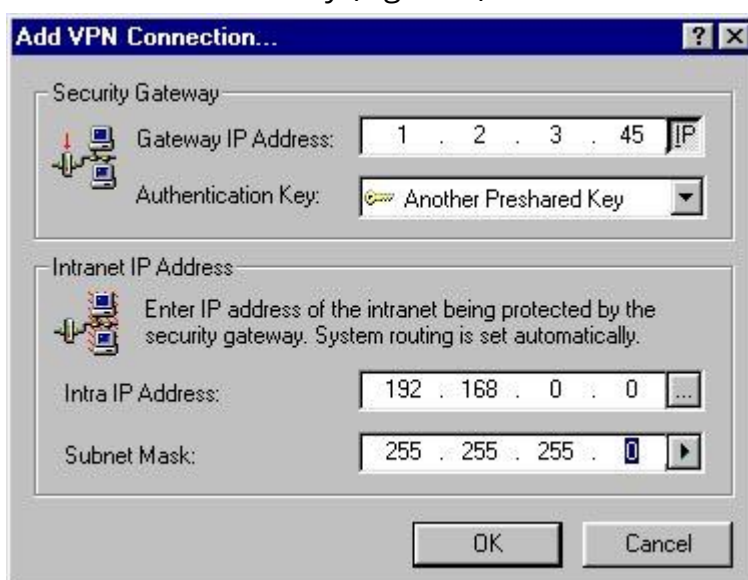 Add VPN Connection... ? ×
Security Gateway
Gateway IP Address: 1 . 2 . 3 . 45 IP
Authentication Key: Another Preshared Key
Intranet IP Address
Enter IP address of the intranet being protected by the
security gateway. System routing is set automatically.
Intra IP Address: 192 . 168 . 0 . 0 ...
Subnet Mask: 255 . 255 . 255 . 0
OK Cancel